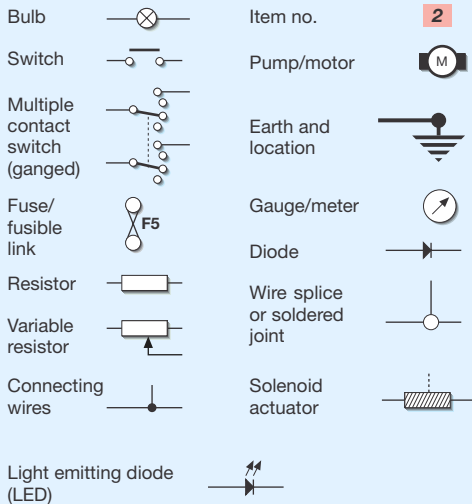 Bulb
Switch
Multiple
contact
switch
(ganged)
Fuse/
fusible
link
F5
Resistor
Variable
resistor
Connecting
wires
Light emitting diode
(LED)
Item no.
2
Pump/motor
M
Earth and
location
Gauge/meter
Diode
Wire splice
or soldered
joint
Solenoid
actuator